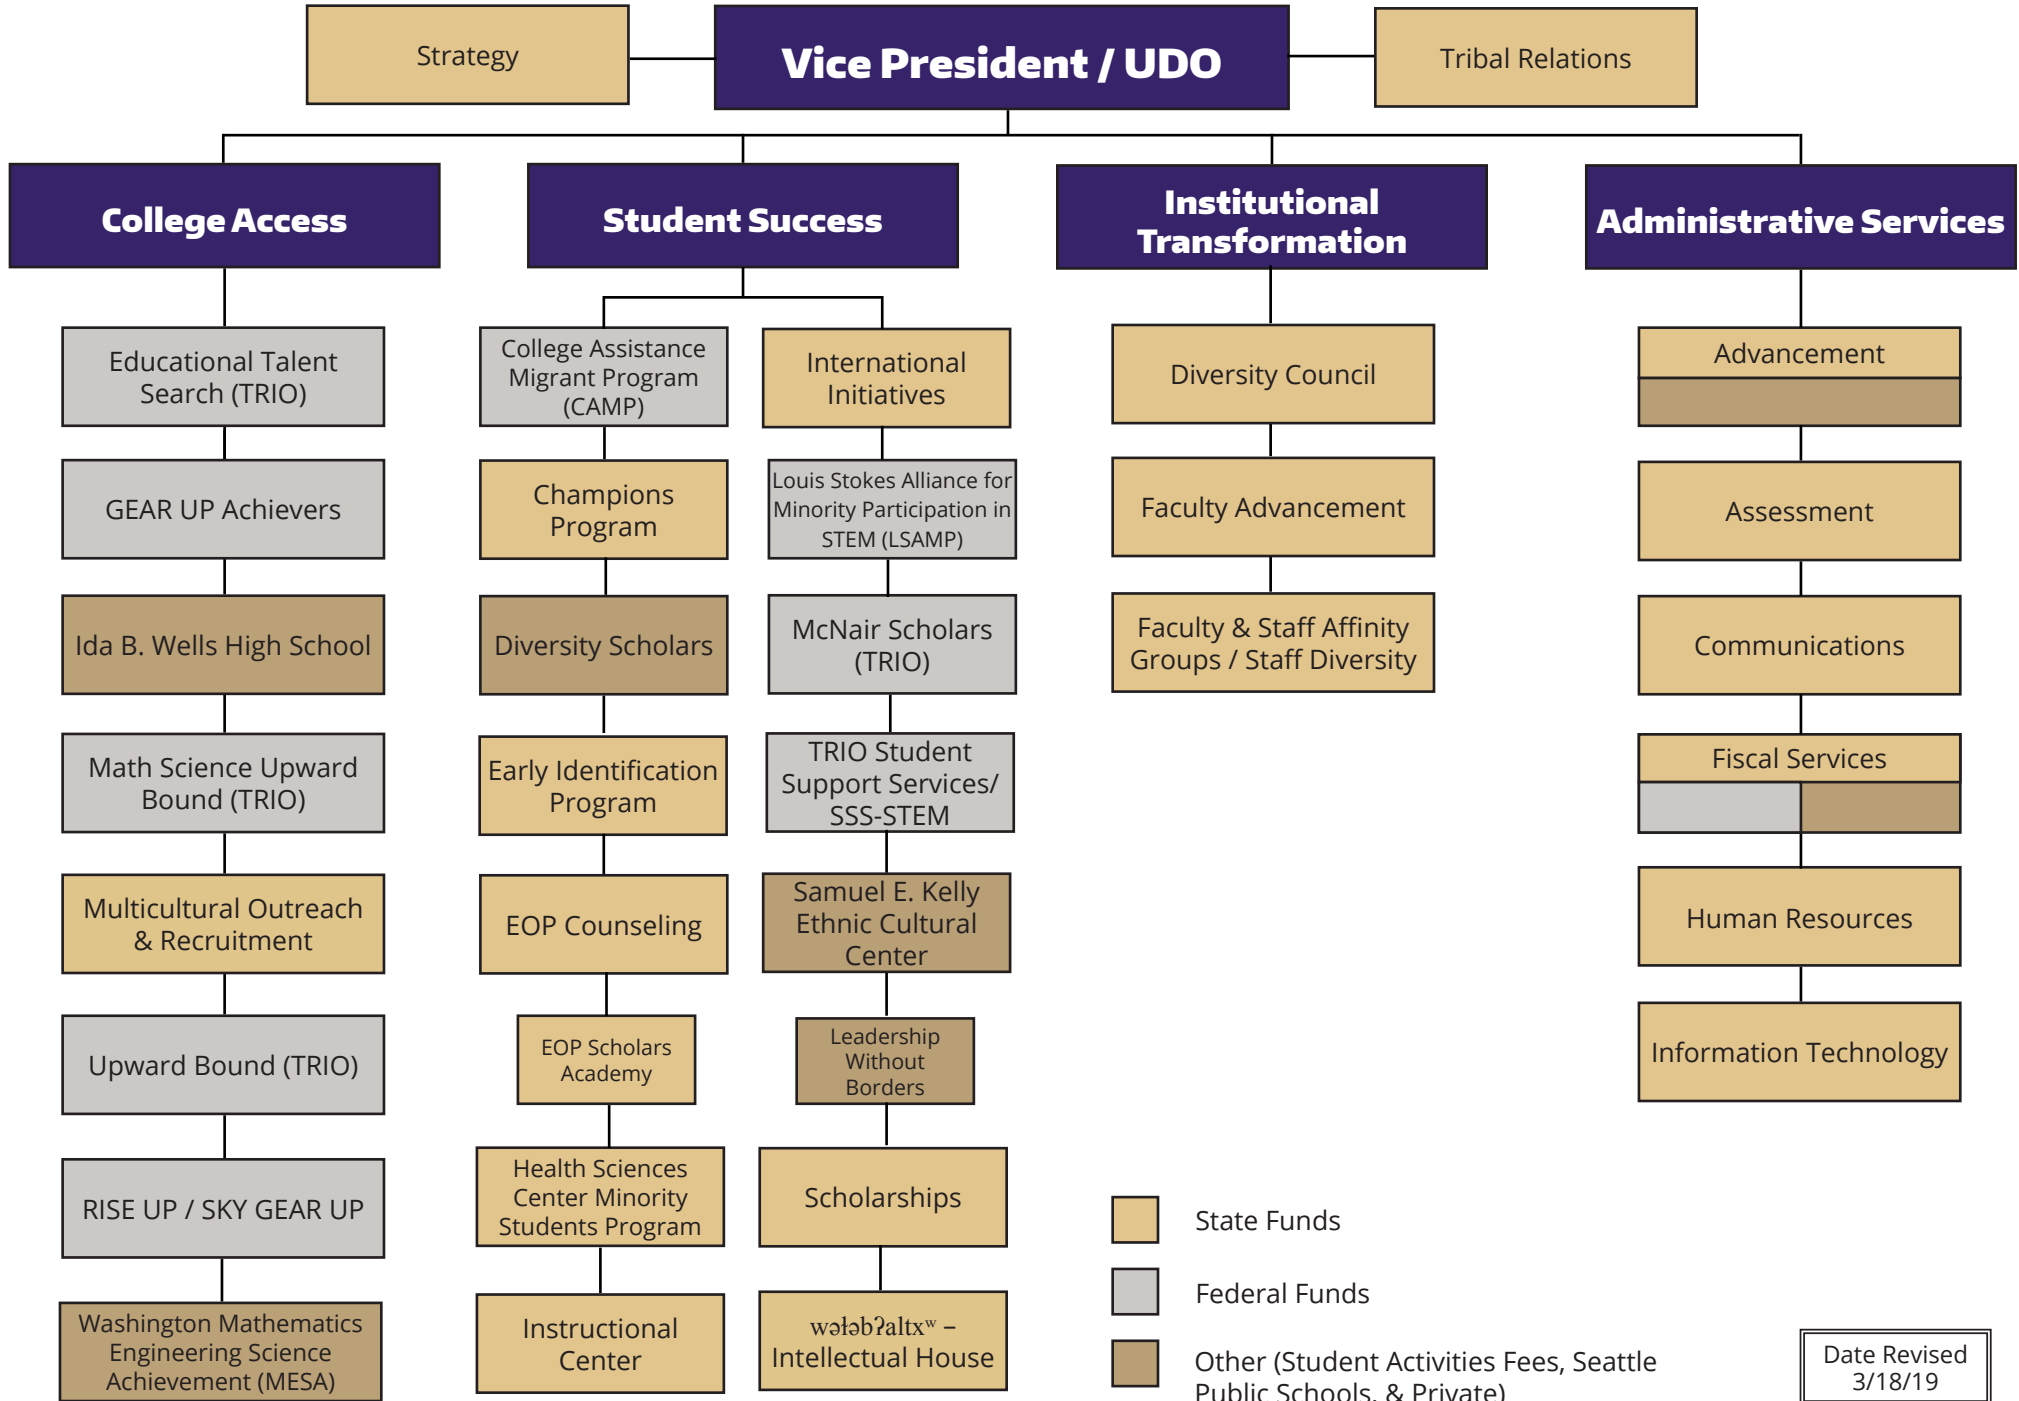 Strategy
Vice President / UDO
Tribal Relations
College Access
Student Success
Institutional
Transformation
Administrative Services
Educational Talent
Search (TRIO)
GEAR UP Achievers
Ida B. Wells High School
Math Science Upward
Bound (TRIO)
Multicultural Outreach
& Recruitment
Upward Bound (TRIO)
RISE UP / SKY GEAR UP
Washington Mathematics
Engineering Science
Achievement (MESA)
College Assistance
Migrant Program
(CAMP)
Champions
Program
Diversity Scholars
Early Identification
Program
EOP Counseling
EOP Scholars
Academy
Health Sciences
Center Minority
Students Program
Instructional
Center
International
Initiatives
Louis Stokes Alliance for
Minority Participation in
STEM (LSAMP)
McNair Scholars
(TRIO)
TRIO Student
Support Services/
SSS-STEM
Samuel E. Kelly
Ethnic Cultural
Center
Leadership
Without
Borders
Scholarships
wəɫəbʔaltxʷ –
Intellectual House
Diversity Council
Faculty Advancement
Faculty & Staff Affinity
Groups / Staff Diversity
Advancement
Assessment
Communications
Fiscal Services
Human Resources
Information Technology
State Funds
Federal Funds
Other (Student Activities Fees, Seattle
Public Schools, & Private)
Date Revised
3/18/19